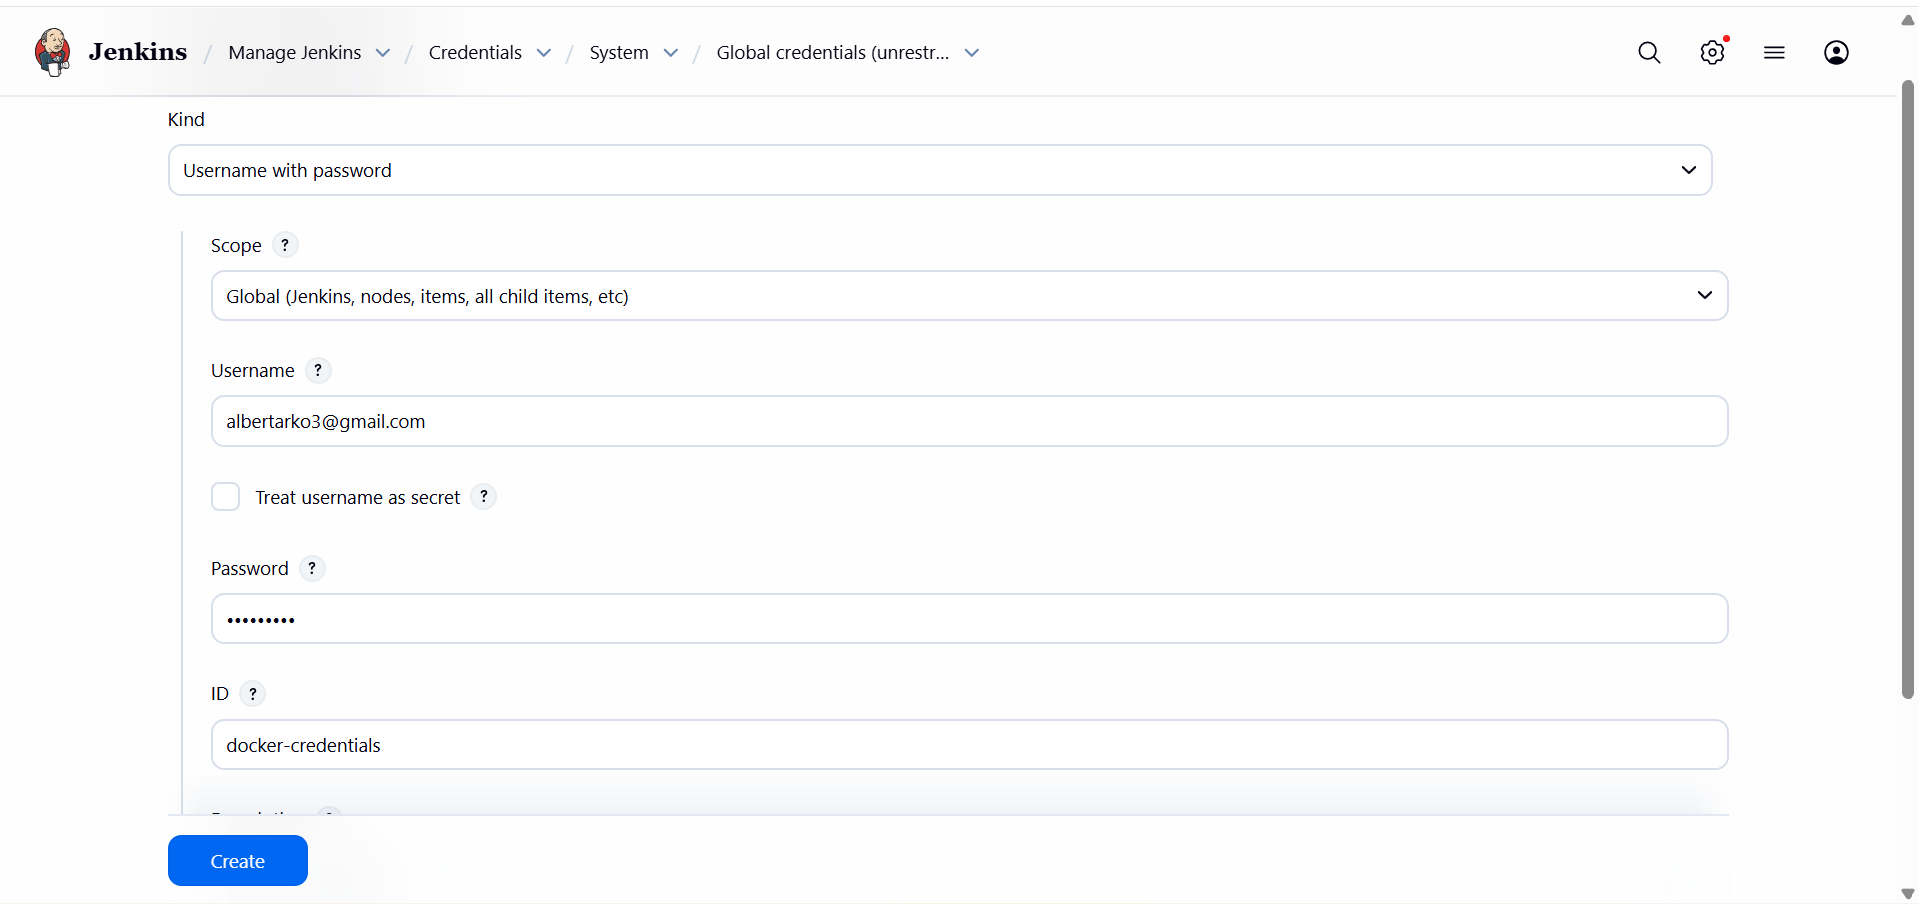 Jenkins / Manage Jenkins / Credentials / System / Global credentials (unrestr...
Kind
Username with password
Scope ?
Global (Jenkins, nodes, items, all child items, etc)
Username ?
albertarko3@gmail.com
Treat username as secret ?
Password ?
•••••••••
ID ?
docker-credentials
Create